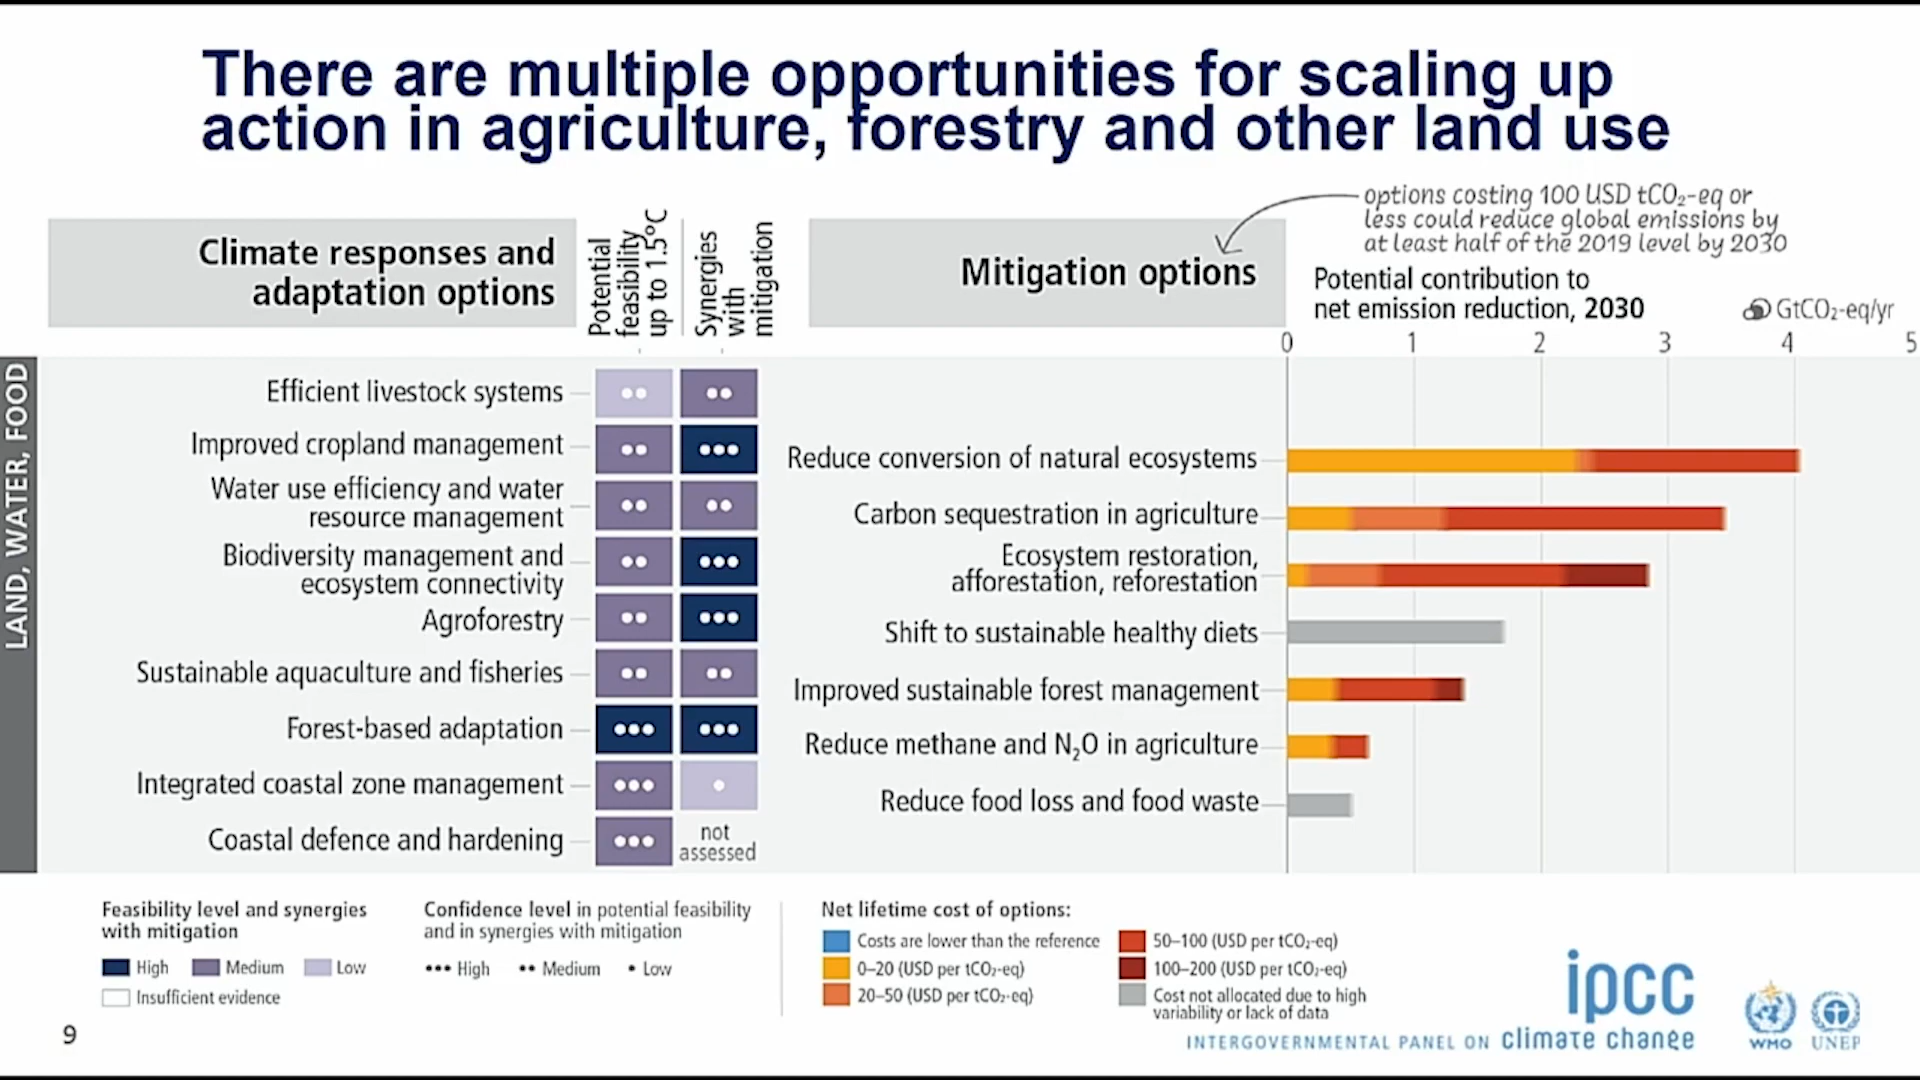 There are multiple opportunities for scaling up
action in agriculture, forestry and other land use
Climate responses and
adaptation options
Potential
feasibility
up to 1.5°C
Synergies
with
mitigation
Mitigation options
options costing 100 USD tCO₂-eq or
less could reduce global emissions by
at least half of the 2019 level by 2030
Potential contribution to
net emission reduction, 2030
GtCO₂-eq/yr
0 1 2 3 4 5
LAND, WATER, FOOD
Efficient livestock systems
Improved cropland management
Water use efficiency and water
resource management
Biodiversity management and
ecosystem connectivity
Agroforestry
Sustainable aquaculture and fisheries
Forest-based adaptation
Integrated coastal zone management
Coastal defence and hardening
not
assessed
Reduce conversion of natural ecosystems
Carbon sequestration in agriculture
Ecosystem restoration,
afforestation, reforestation
Shift to sustainable healthy diets
Improved sustainable forest management
Reduce methane and N₂O in agriculture
Reduce food loss and food waste
Feasibility level and synergies
with mitigation
High Medium Low
Insufficient evidence
Confidence level in potential feasibility
and in synergies with mitigation
••• High •• Medium • Low
Net lifetime cost of options:
Costs are lower than the reference
0–20 (USD per tCO₂-eq)
20–50 (USD per tCO₂-eq)
50–100 (USD per tCO₂-eq)
100–200 (USD per tCO₂-eq)
Cost not allocated due to high
variability or lack of data
9
ipcc
INTERGOVERNMENTAL PANEL ON climate change
WMO
UNEP